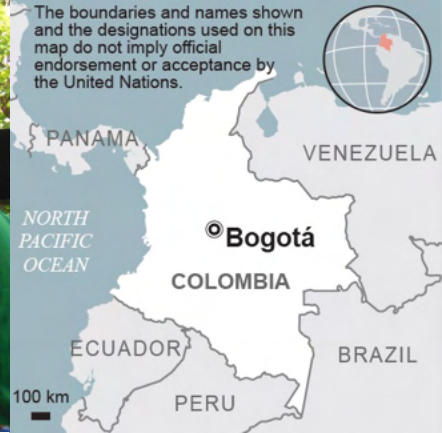 The boundaries and names shown
and the designations used on this
map do not imply official
endorsement or acceptance by
the United Nations.
PANAMA
VENEZUELA
NORTH
PACIFIC
OCEAN
Bogotá
COLOMBIA
ECUADOR
BRAZIL
100 km
PERU